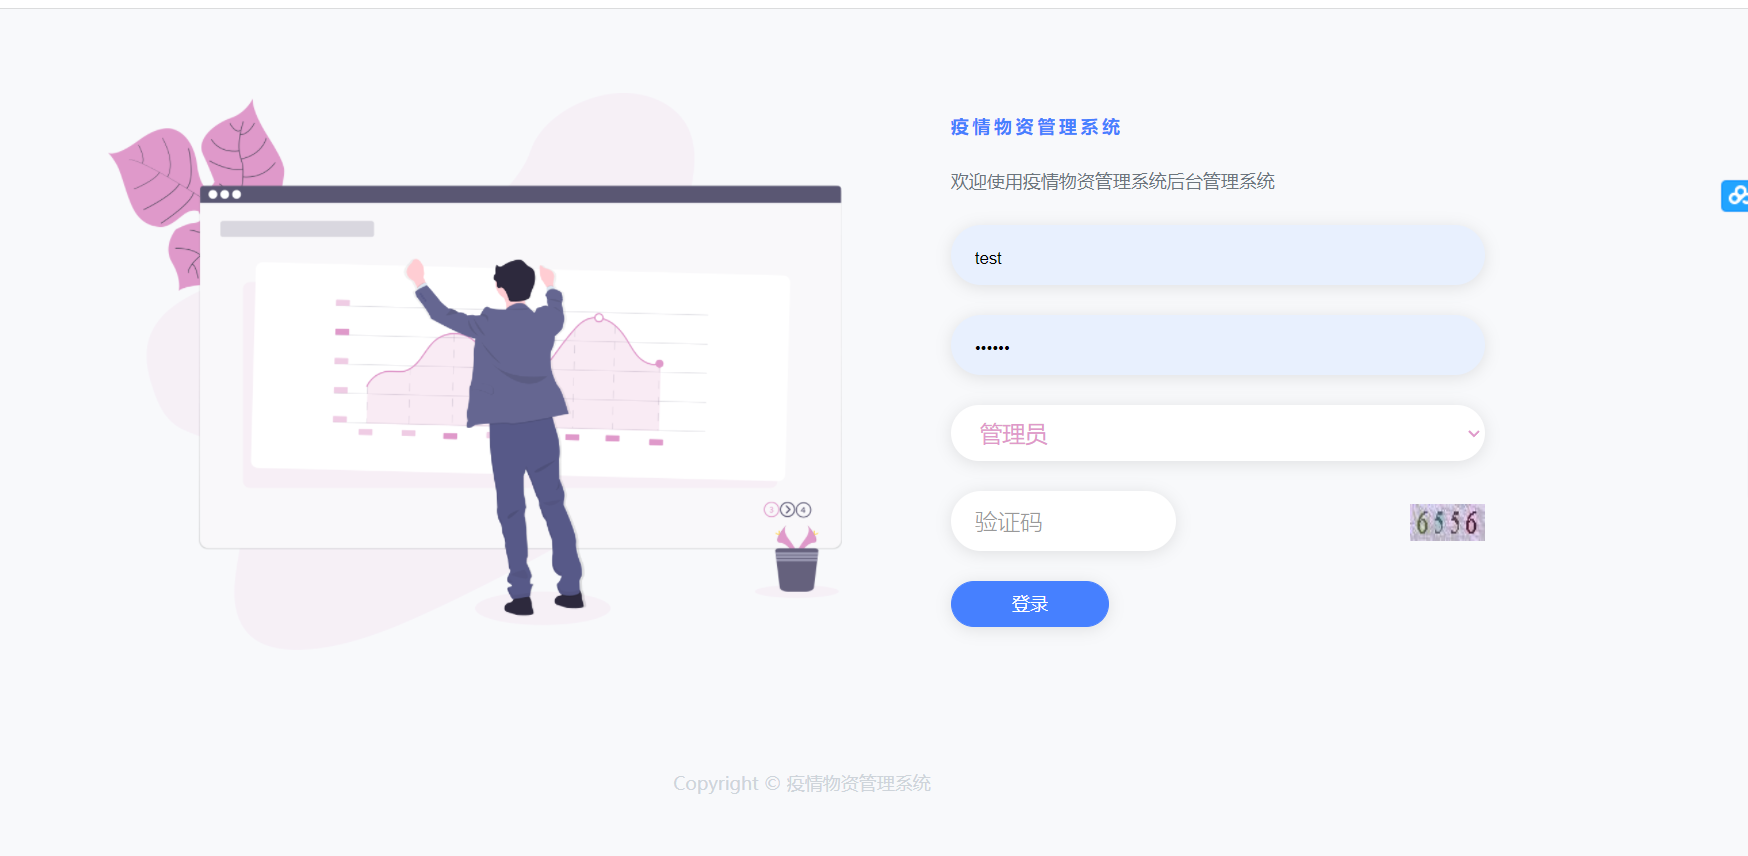 疫情物资管理系统
欢迎使用疫情物资管理系统后台管理系统
test
••••••
管理员
验证码
6556
登录
3 4
Copyright © 疫情物资管理系统